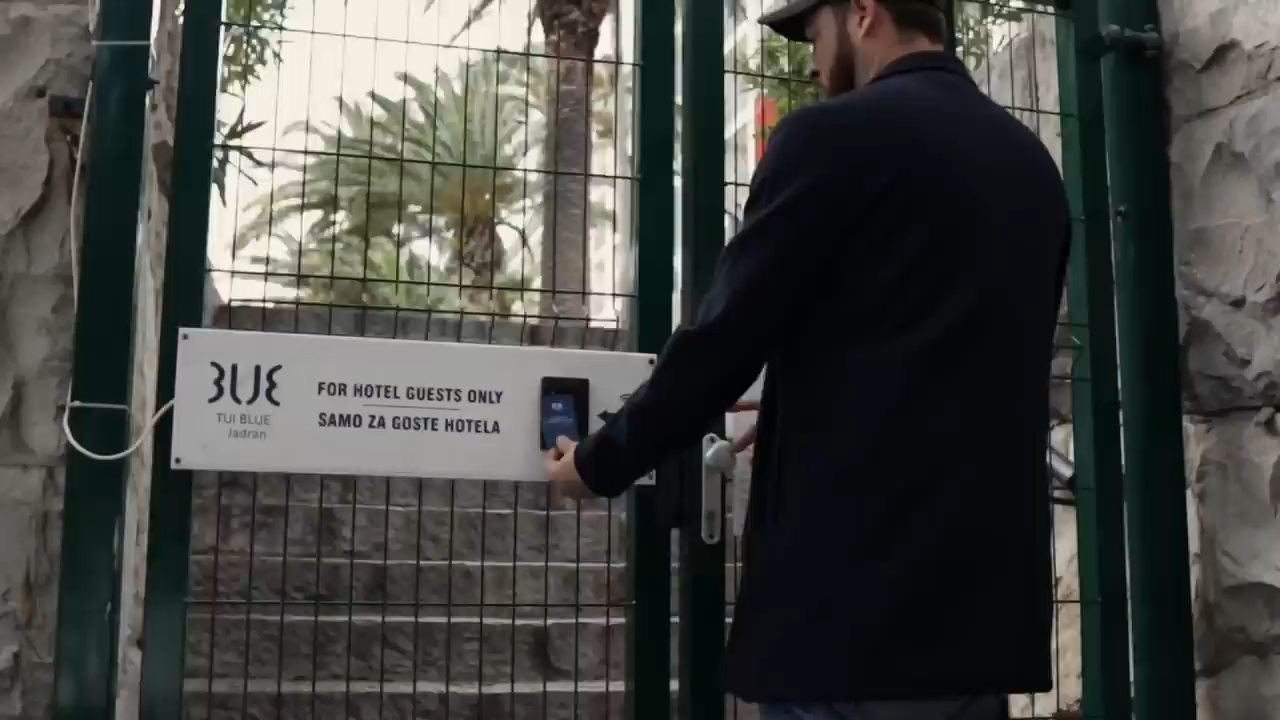 BUE
TUI BLUE
Jadran
FOR HOTEL GUESTS ONLY
SAMO ZA GOSTE HOTELA